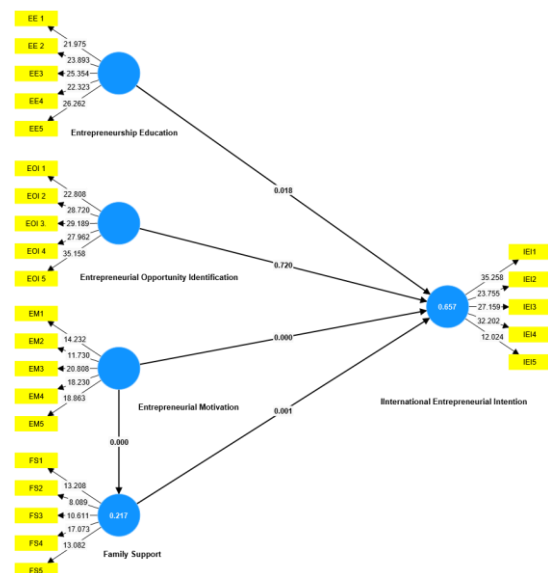 EE 1
21.975
EE 2
23.893
EE3
25.354
EE4
22.323
EE5
26.262
Entrepreneurship Education
EOI 1
22.808
EOI 2
28.720
EOI 3.
29.189
EOI 4
27.962
EOI 5
35.158
Entrepreneurial Opportunity Identification
0.018
0.720
EM1
14.232
EM2
11.730
EM3
20.808
EM4
18.230
EM5
18.863
Entrepreneurial Motivation
0.000
0.001
0.000
FS1
13.208
FS2
8.089
FS3
10.611
FS4
17.073
FS5
13.082
0.217
Family Support
0.657
IEI1
35.258
IEI2
23.755
IEI3
27.159
IEI4
32.202
IEI5
12.024
IInternational Entrepreneurial Intention